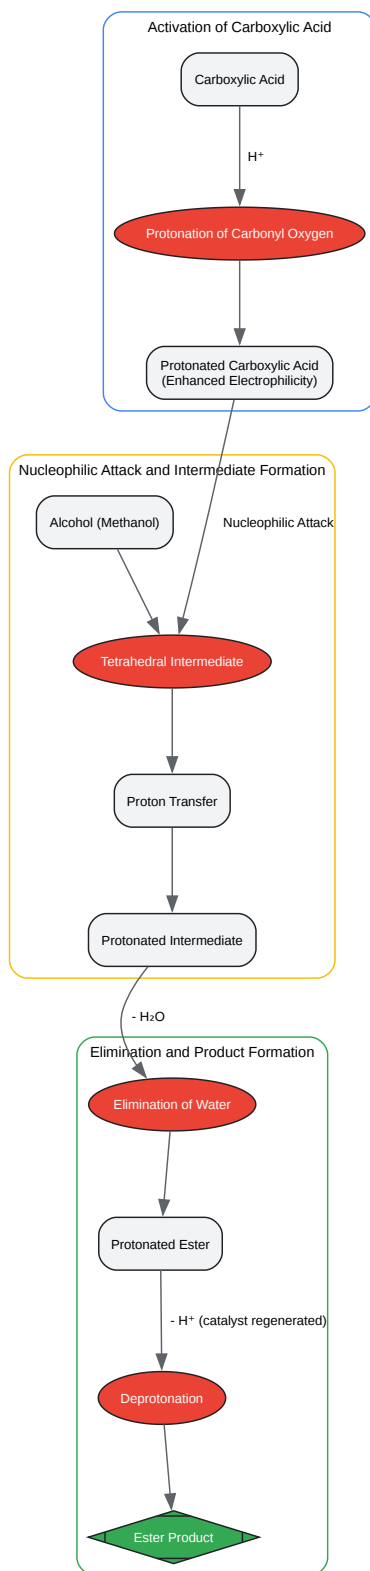 Activation of Carboxylic Acid
Carboxylic Acid
H⁺
Protonation of Carbonyl Oxygen
Protonated Carboxylic Acid
(Enhanced Electrophilicity)
Nucleophilic Attack and Intermediate Formation
Alcohol (Methanol)
Nucleophilic Attack
Tetrahedral Intermediate
Proton Transfer
Protonated Intermediate
- H₂O
Elimination and Product Formation
Elimination of Water
Protonated Ester
- H⁺ (catalyst regenerated)
Deprotonation
Ester Product